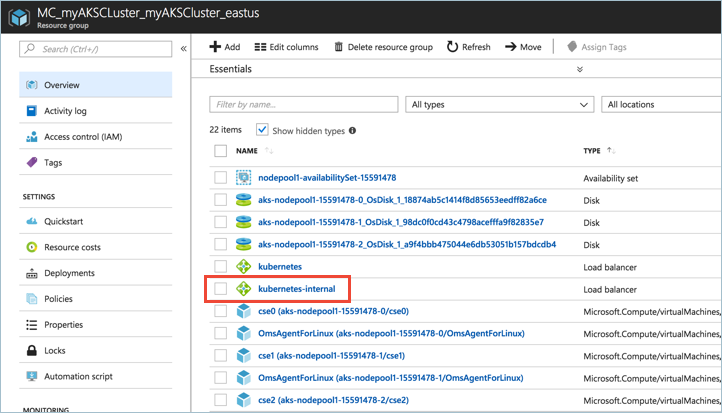 MC_myAKSCLuster_myAKSCluster_eastus
Resource group
Search (Ctrl+/)
Overview
Activity log
Access control (IAM)
Tags
SETTINGS
Quickstart
Resource costs
Deployments
Policies
Properties
Locks
Automation script
MONITORING
Add Edit columns Delete resource group Refresh Move Assign Tags
Essentials
Filter by name... All types All locations
22 items Show hidden types
NAME TYPE
nodepool1-availabilitySet-15591478 Availability set
aks-nodepool1-15591478-0_OsDisk_1_18874ab5c1414f8d85653eedff82a6ce Disk
aks-nodepool1-15591478-1_OsDisk_1_98dc0f0cd43c4798acefffa9f82835e7 Disk
aks-nodepool1-15591478-2_OsDisk_1_a9f4bbb475044e6db53051b157bdcdb4 Disk
kubernetes Load balancer
kubernetes-internal Load balancer
cse0 (aks-nodepool1-15591478-0/cse0) Microsoft.Compute/virtualMachines,
OmsAgentForLinux (aks-nodepool1-15591478-0/OmsAgentForLinux) Microsoft.Compute/virtualMachines,
cse1 (aks-nodepool1-15591478-1/cse1) Microsoft.Compute/virtualMachines,
OmsAgentForLinux (aks-nodepool1-15591478-1/OmsAgentForLinux) Microsoft.Compute/virtualMachines,
cse2 (aks-nodepool1-15591478-2/cse2) Microsoft.Compute/virtualMachines,